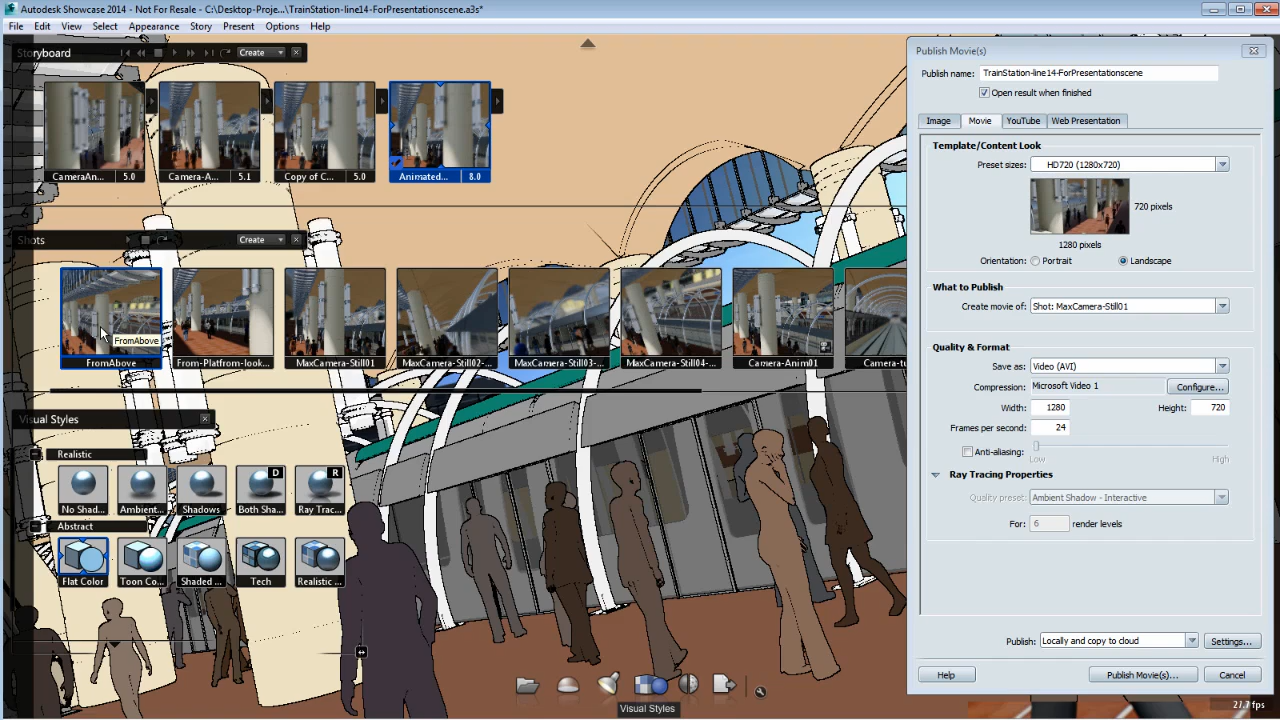 Autodesk Showcase 2014 - Not For Resale - C:\Desktop-Proje...\TrainStation-line14-ForPresentationscene.a3s*
File Edit View Select Appearance Story Present Options Help
Storyboard Create
CameraAn... 5.0 Camera-A... 5.1 Copy of C... 5.0 Animated... 8.0
Shots Create
FromAbove
FromAbove From-Platfrom-look... MaxCamera-Still01 MaxCamera-Still02-... MaxCamera-Still03-... MaxCamera-Still04-... Camera-Anim01 Camera-tu
Visual Styles
Realistic
D R
No Shad... Ambient... Shadows Both Sha... Ray Trac...
Abstract
Flat Color Toon Co... Shaded ... Tech Realistic ...
Visual Styles
Publish Movie(s)
Publish name: TrainStation-line14-ForPresentationscene
Open result when finished
Image Movie YouTube Web Presentation
Template/Content Look
Preset sizes: HD720 (1280x720)
720 pixels
1280 pixels
Orientation: Portrait Landscape
What to Publish
Create movie of: Shot: MaxCamera-Still01
Quality & Format
Save as: Video (AVI)
Compression: Microsoft Video 1 Configure...
Width: 1280 Height: 720
Frames per second: 24
Anti-aliasing: Low High
Ray Tracing Properties
Quality preset: Ambient Shadow - Interactive
For: 6 render levels
Publish: Locally and copy to cloud Settings...
Help Publish Movie(s)... Cancel